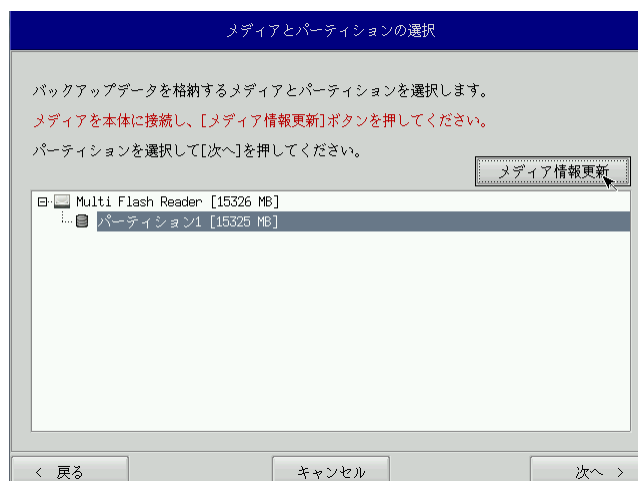 メディアとパーティションの選択
バックアップデータを格納するメディアとパーティションを選択します。
メディアを本体に接続し、[メディア情報更新]ボタンを押してください。
パーティションを選択して[次へ]を押してください。
メディア情報更新
Multi Flash Reader [15326 MB]
パーティション1 [15325 MB]
< 戻る
キャンセル
次へ >